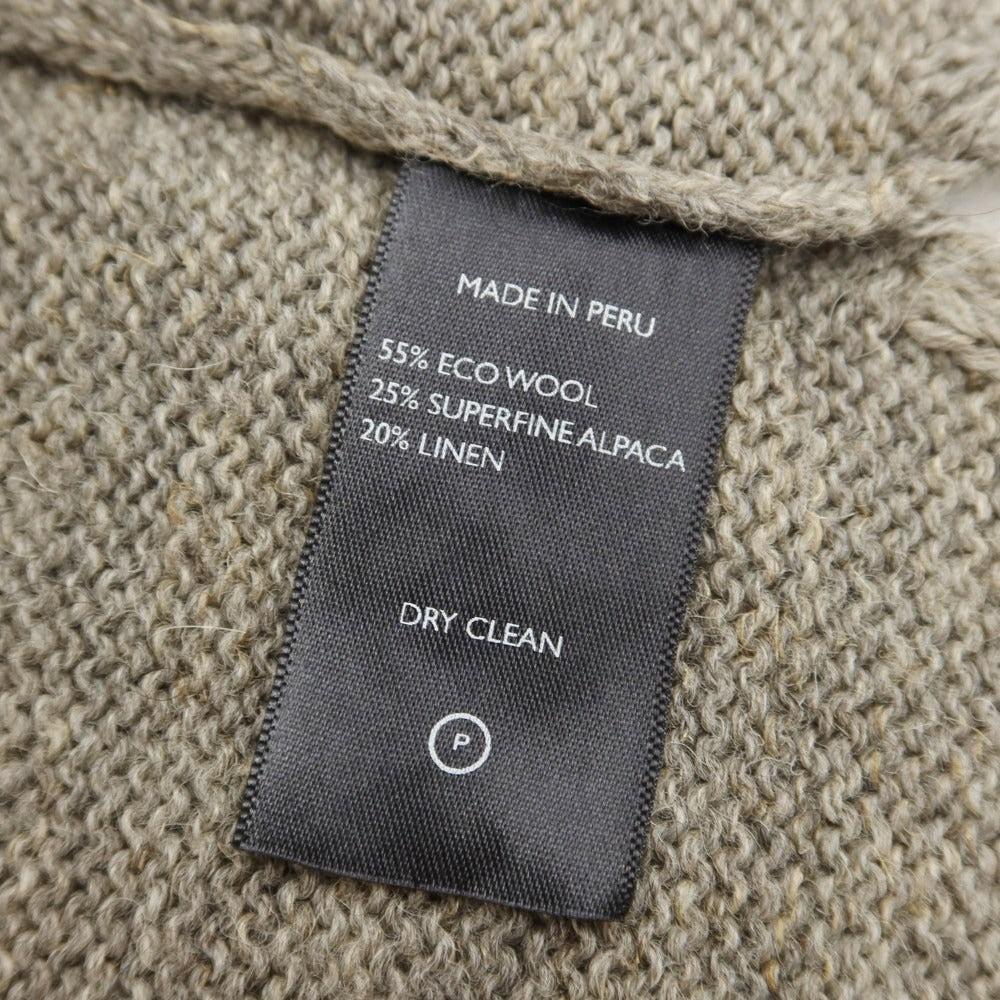 MADE IN PERU
55% ECO WOOL
25% SUPERFINE ALPACA
20% LINEN
DRY CLEAN
P